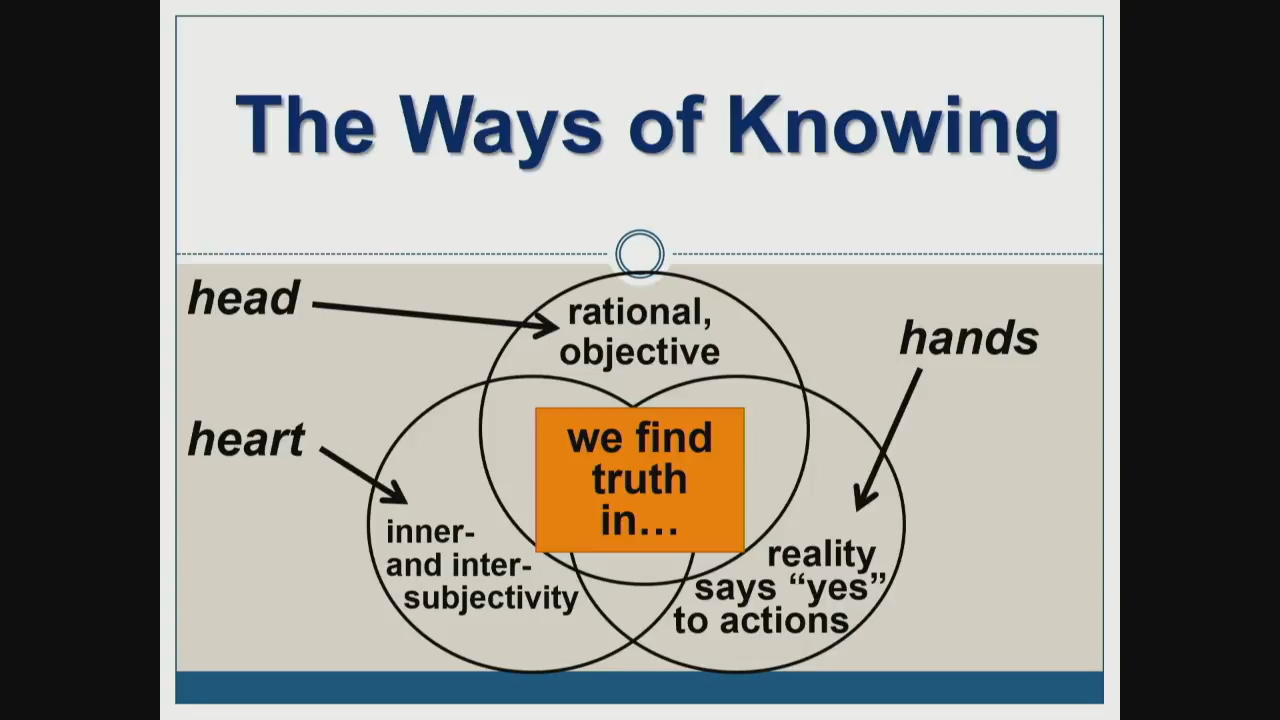 The Ways of Knowing
head
rational,
objective
hands
heart
we find
truth
in…
inner-
and inter-
subjectivity
reality
says “yes”
to actions